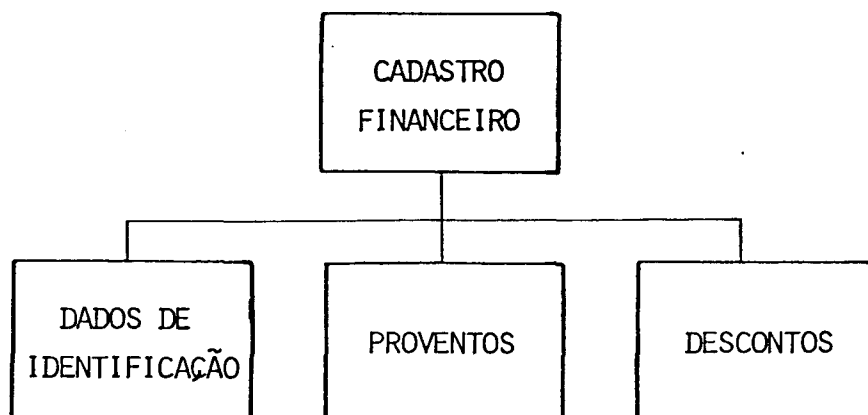 CADASTRO
FINANCEIRO
DADOS DE
IDENTIFICAÇÃO
PROVENTOS
DESCONTOS